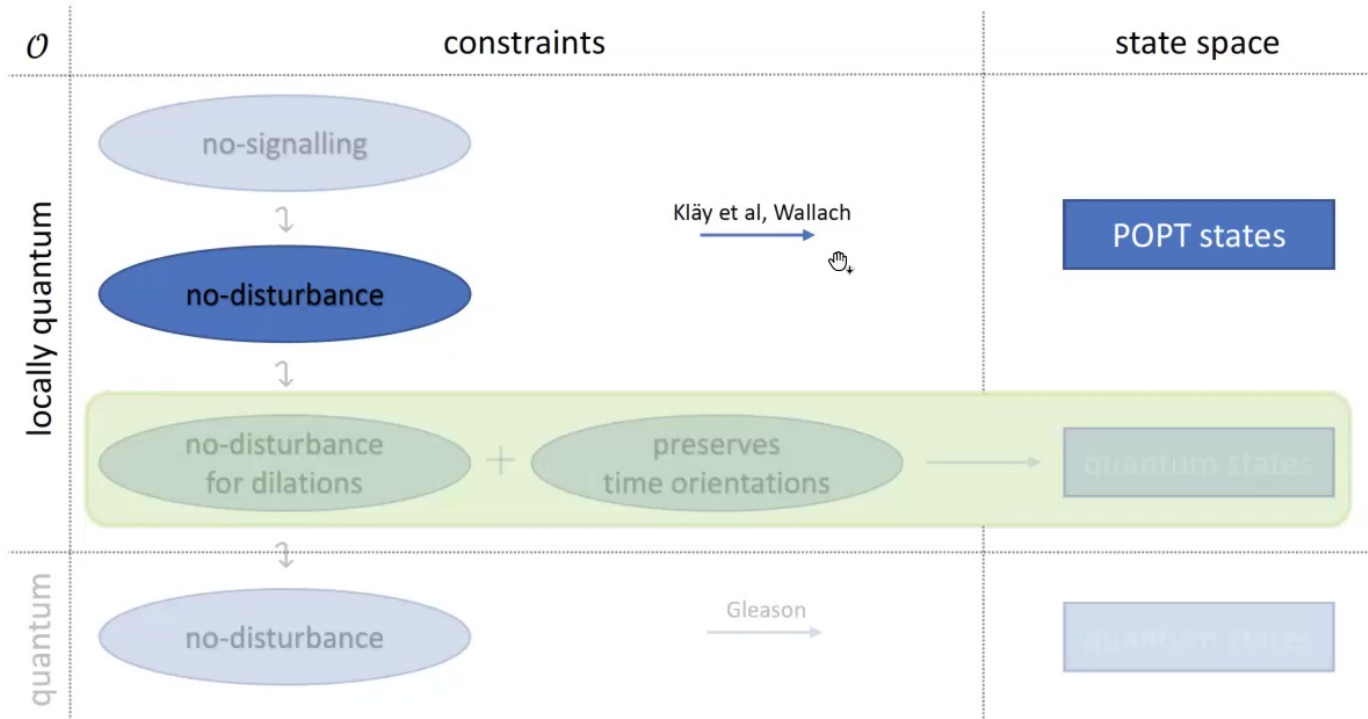 𝒪
constraints
state space
locally quantum
no-signalling
Kläy et al, Wallach
POPT states
no-disturbance
no-disturbance
for dilations
+
preserves
time orientations
quantum states
quantum
no-disturbance
Gleason
quantum states